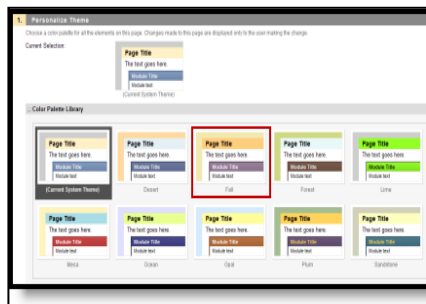 1. Personalize Theme
Choose a color palette for all the elements on this page. Changes made to this page are displayed only to the user making the change.
Current Selection:
Page Title
The text goes here.
Module Title
Module text
(Current System Theme)
Color Palette Library
Page Title
The text goes here.
Module Title
Module text
(Current System Theme)
Page Title
The text goes here.
Module Title
Module text
Desert
Page Title
The text goes here.
Module Title
Module text
Fall
Page Title
The text goes here.
Module Title
Module text
Forest
Page Title
The text goes here.
Module Title
Module text
Lime
Page Title
The text goes here.
Module Title
Module text
Mesa
Page Title
The text goes here.
Module Title
Module text
Ocean
Page Title
The text goes here.
Module Title
Module text
Opal
Page Title
The text goes here.
Module Title
Module text
Plum
Page Title
The text goes here.
Module Title
Module text
Sandstone